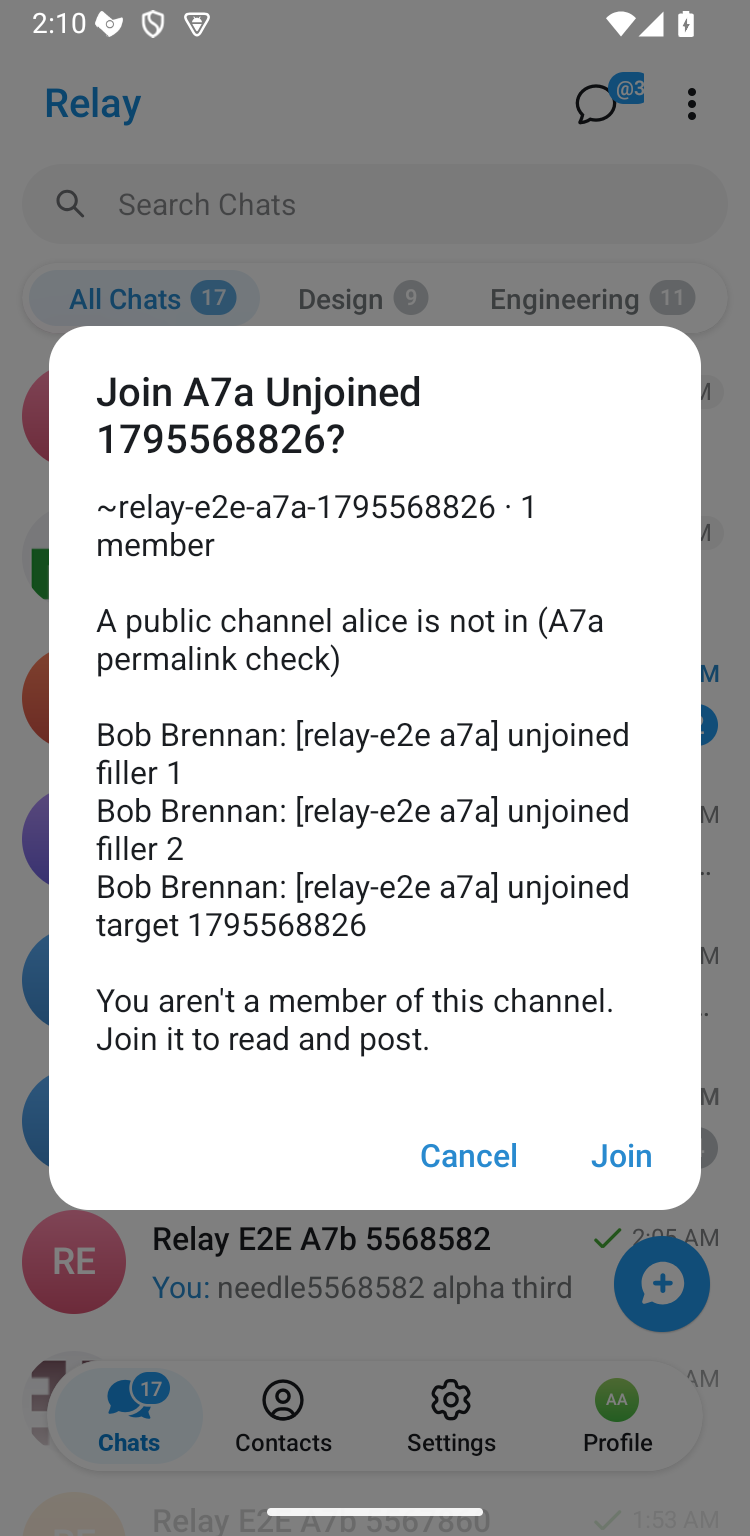 2:10
Relay
@3
Search Chats
All Chats 17
Design 9
Engineering 11
Join A7a Unjoined
1795568826?
~relay-e2e-a7a-1795568826 · 1
member
A public channel alice is not in (A7a
permalink check)
Bob Brennan: [relay-e2e a7a] unjoined
filler 1
Bob Brennan: [relay-e2e a7a] unjoined
filler 2
Bob Brennan: [relay-e2e a7a] unjoined
target 1795568826
You aren't a member of this channel.
Join it to read and post.
Cancel
Join
RE
Relay E2E A7b 5568582
2:05 AM
You: needle5568582 alpha third
AM
17
AA
Chats
Contacts
Settings
Profile
Relay E2E A7b 5567860
1:53 AM